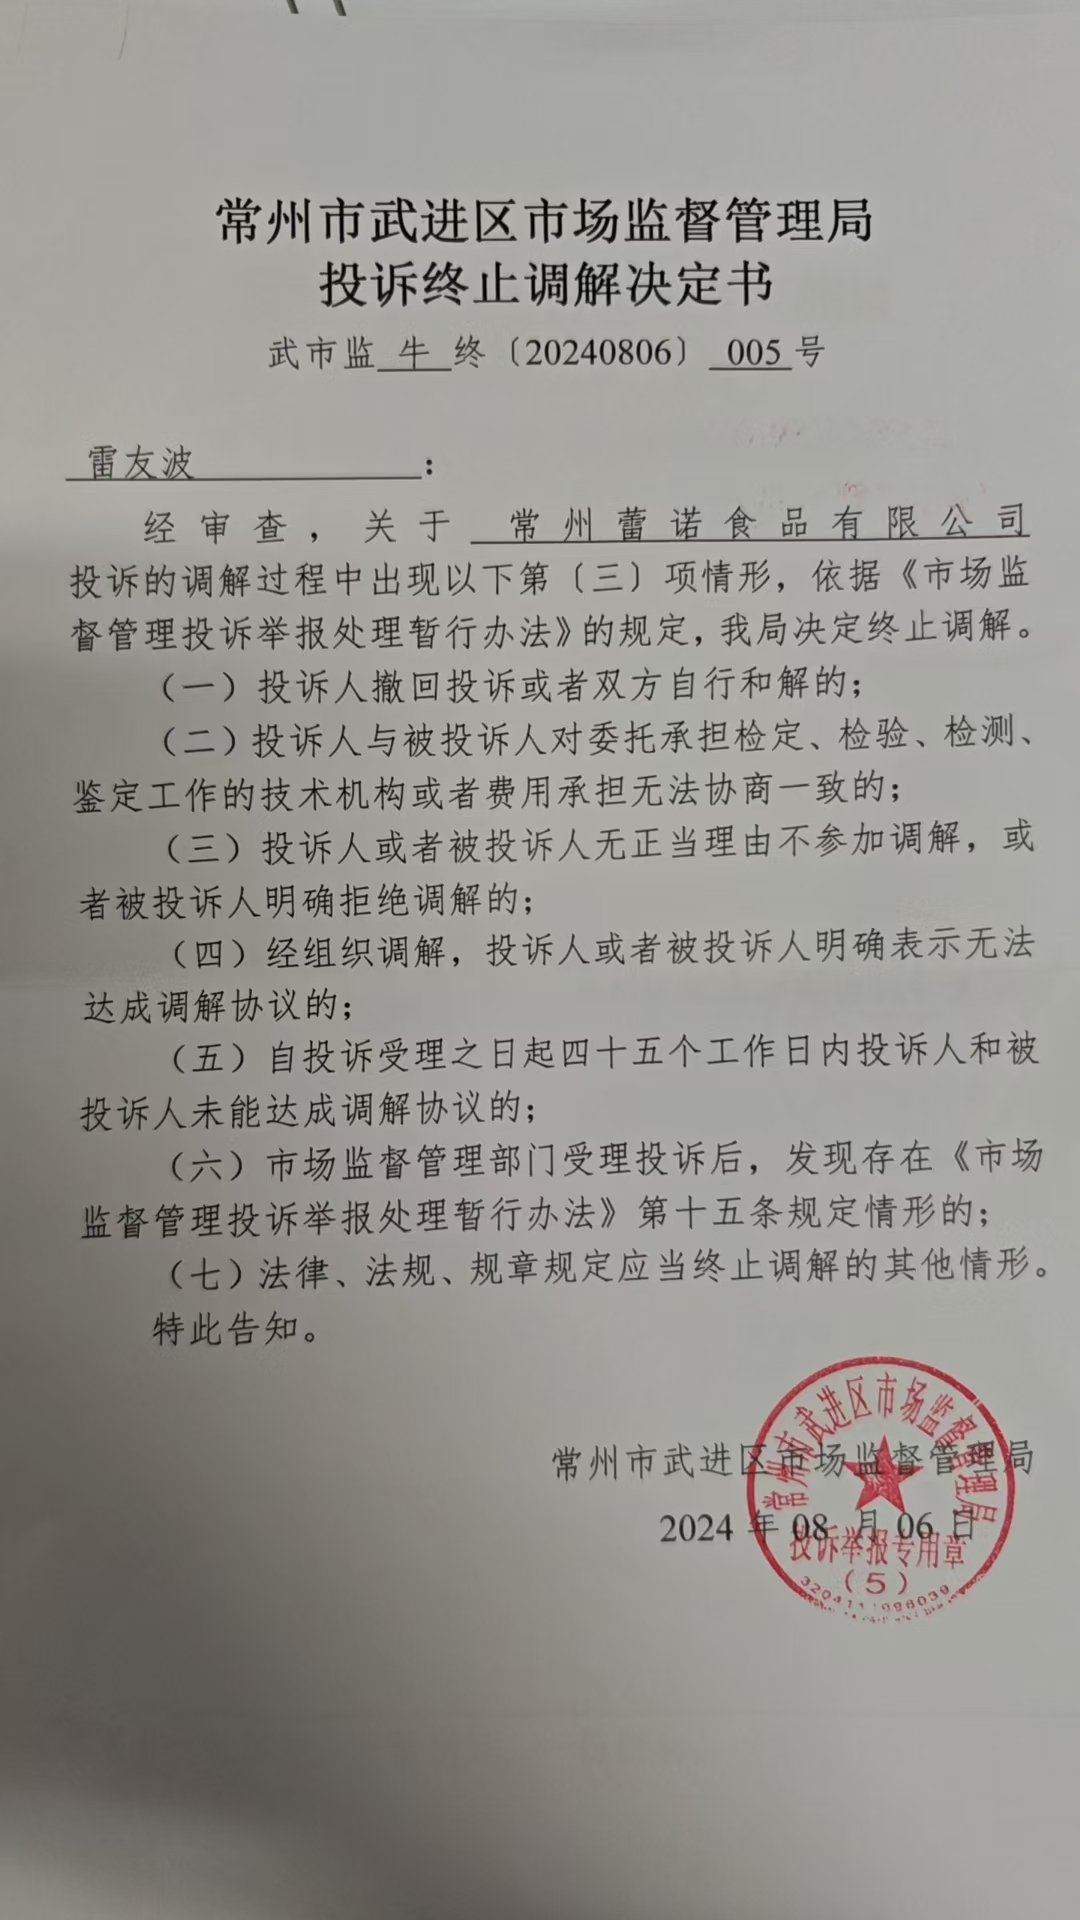 常州市武进区市场监督管理局
投诉终止调解决定书
武市监 牛 终〔20240806〕 005 号
雷友波 :
经审查，关于 常州蕾诺食品有限公司
投诉的调解过程中出现以下第〔三〕项情形，依据《市场监
督管理投诉举报处理暂行办法》的规定，我局决定终止调解。
（一）投诉人撤回投诉或者双方自行和解的；
（二）投诉人与被投诉人对委托承担检定、检验、检测、
鉴定工作的技术机构或者费用承担无法协商一致的；
（三）投诉人或者被投诉人无正当理由不参加调解，或
者被投诉人明确拒绝调解的；
（四）经组织调解，投诉人或者被投诉人明确表示无法
达成调解协议的；
（五）自投诉受理之日起四十五个工作日内投诉人和被
投诉人未能达成调解协议的；
（六）市场监督管理部门受理投诉后，发现存在《市场
监督管理投诉举报处理暂行办法》第十五条规定情形的；
（七）法律、法规、规章规定应当终止调解的其他情形。
特此告知。
常州市武进区市场监督管理局
2024 年 08 月 06 日
常州市武进区市场监督管理局
投诉举报专用章
（5）